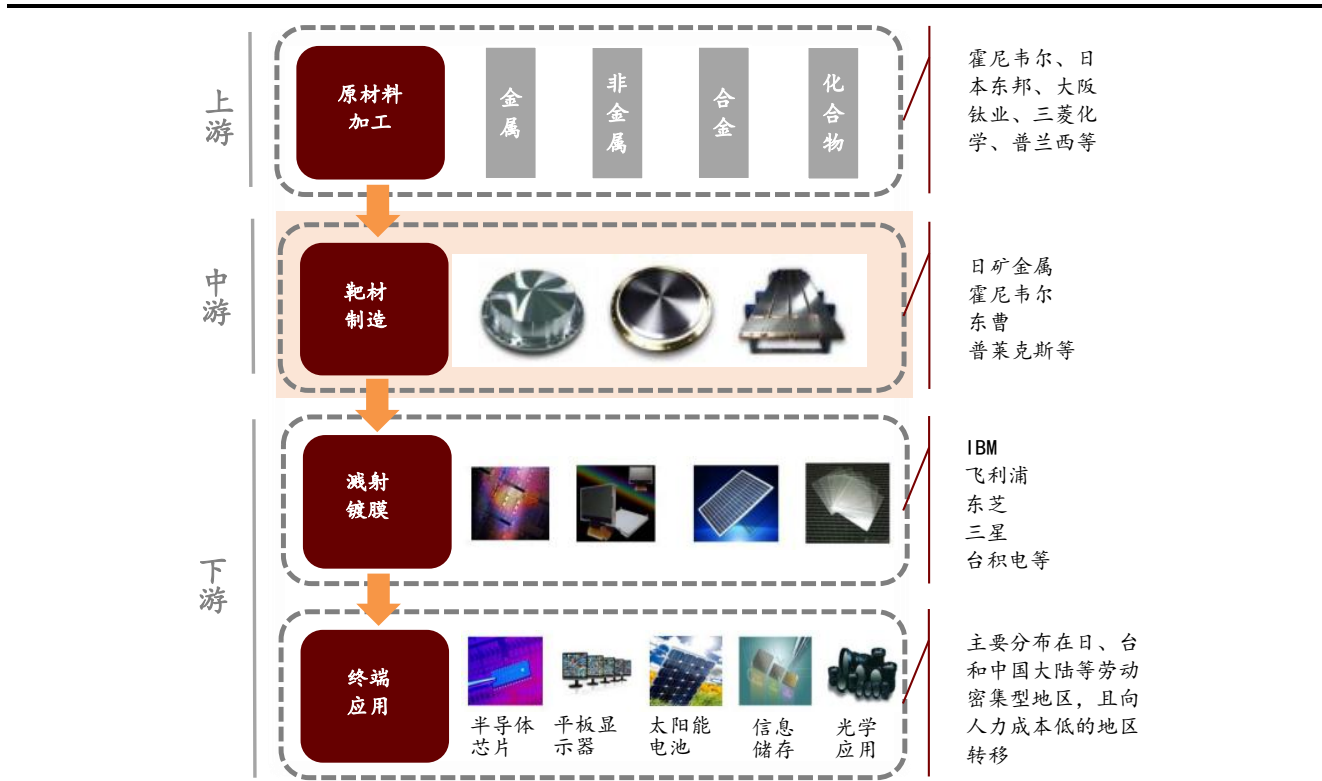 上游
原材料
加工
金属
非金属
合金
化合物
霍尼韦尔、日
本东邦、大阪
钛业、三菱化
学、普兰西等
中游
靶材
制造
日矿金属
霍尼韦尔
东曹
普莱克斯等
下游
溅射
镀膜
IBM
飞利浦
东芝
三星
台积电等
终端
应用
半导体
芯片
平板显
示器
太阳能
电池
信息
储存
光学
应用
主要分布在日、台
和中国大陆等劳动
密集型地区，且向
人力成本低的地区
转移